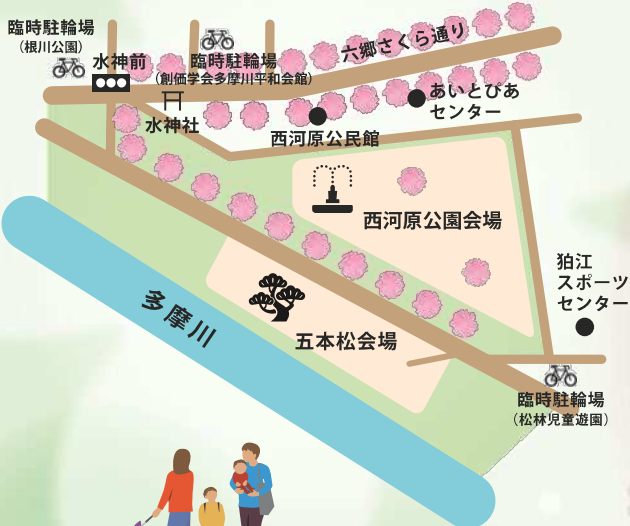 臨時駐輪場
（根川公園）
水神前
臨時駐輪場
（創価学会多摩川平和会館）
六郷さくら通り
水神社
西河原公民館
あいとぴあ
センター
西河原公園会場
狛江
スポーツ
センター
多摩川
五本松会場
臨時駐輪場
（松林児童遊園）